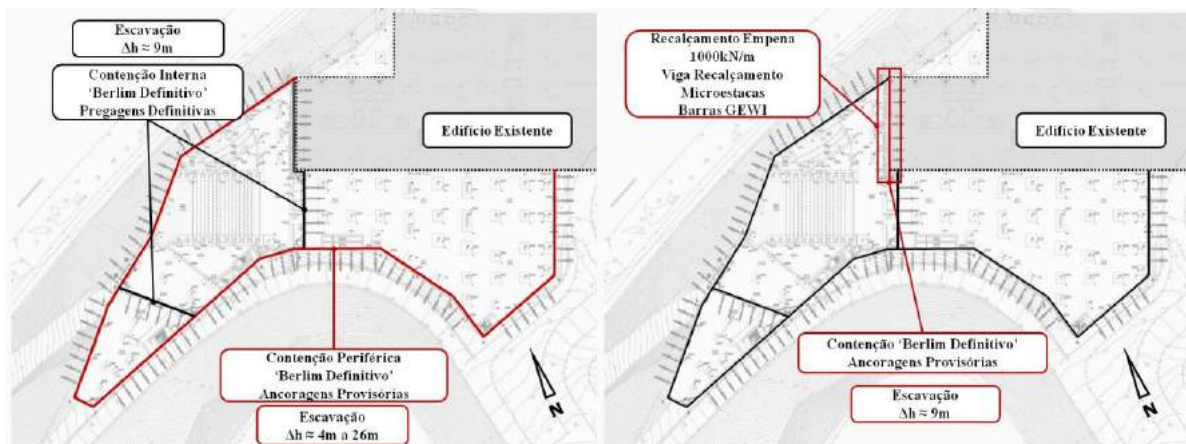 Escavação
Δh ≈ 9m
Contenção Interna
'Berlim Definitivo'
Pregagens Definitivas
Edifício Existente
Contenção Periférica
'Berlim Definitivo'
Ancoragens Provisórias
Escavação
Δh ≈ 4m a 26m
N
Recalçamento Empena
1000kN/m
Viga Recalçamento
Microestacas
Barras GEWI
Edifício Existente
Contenção 'Berlim Definitivo'
Ancoragens Provisórias
Escavação
Δh ≈ 9m
N